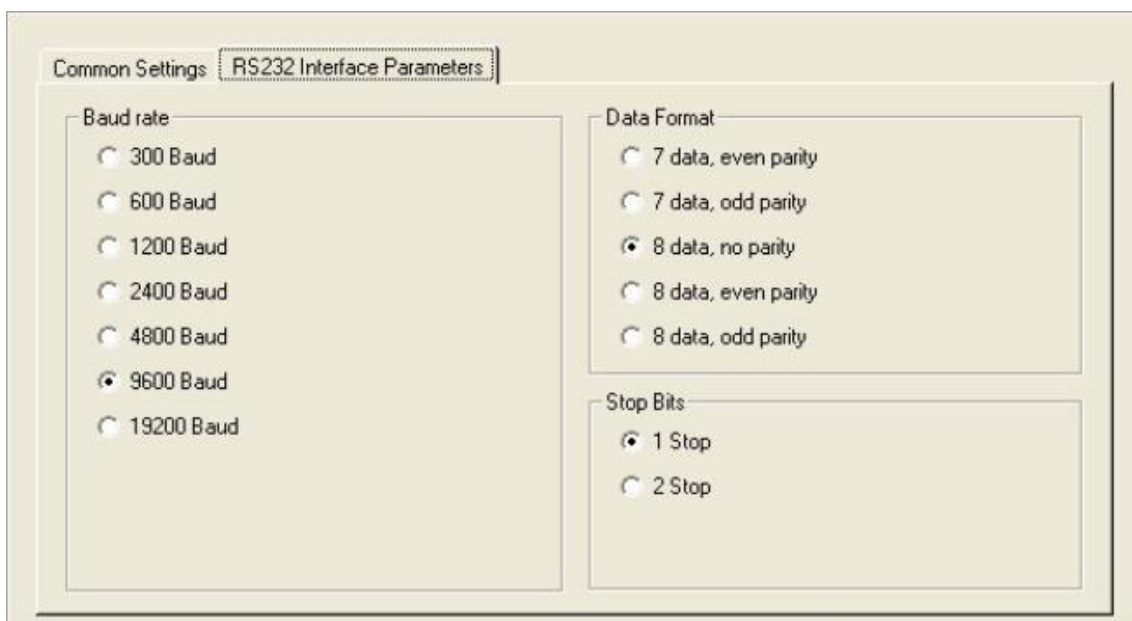 Common Settings
RS232 Interface Parameters
Baud rate
300 Baud
600 Baud
1200 Baud
2400 Baud
4800 Baud
9600 Baud
19200 Baud
Data Format
7 data, even parity
7 data, odd parity
8 data, no parity
8 data, even parity
8 data, odd parity
Stop Bits
1 Stop
2 Stop